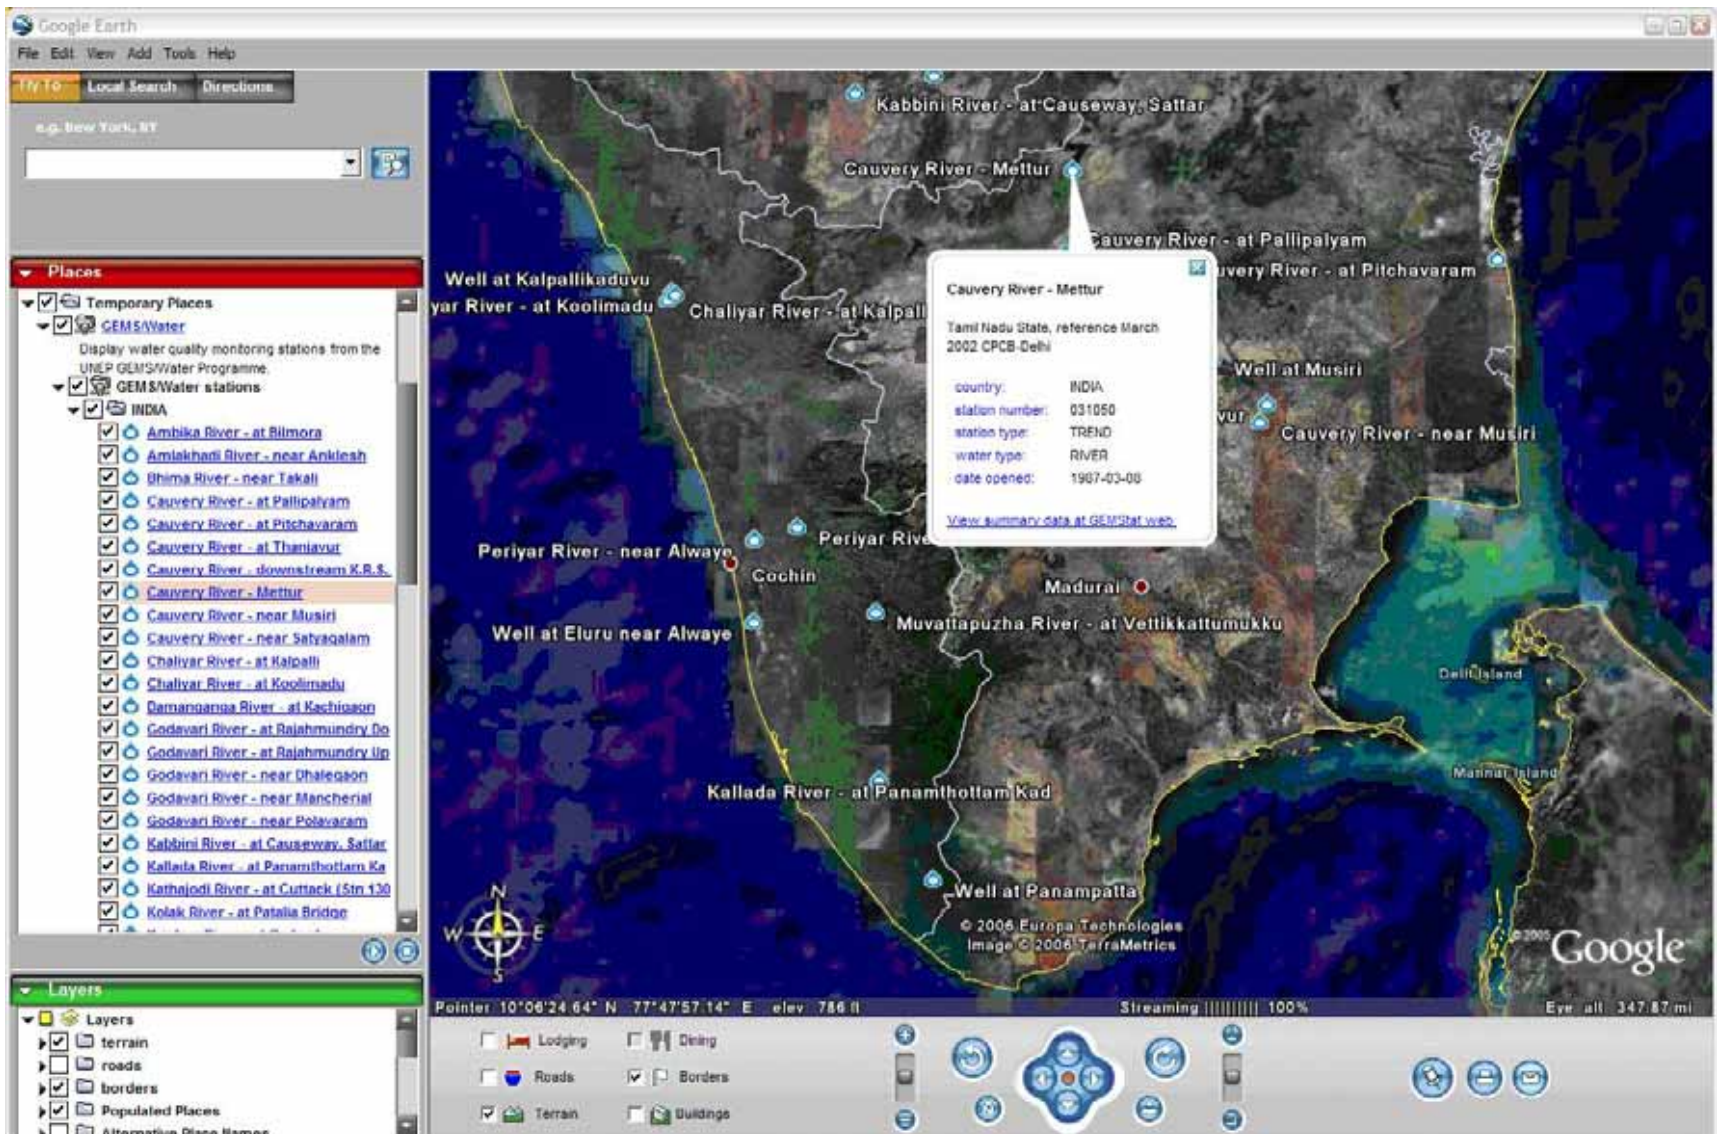 Google Earth
File Edit View Add Tools Help
Fly To Local Search Directions
e.g. New York, NY
Places
Temporary Places
GEMS/Water
Display water quality monitoring stations from the
UNEP GEMS/Water Programme.
GEMS/Water stations
INDIA
Ambika River - at Bilmora
Amlakhadi River - near Anklesh
Bhima River - near Takali
Cauvery River - at Pallipalyam
Cauvery River - at Pitchavaram
Cauvery River - at Thanjavur
Cauvery River - downstream K.R.S.
Cauvery River - Mettur
Cauvery River - near Musiri
Cauvery River - near Satyagalam
Chaliyar River - at Kalpalli
Chaliyar River - at Koolimadu
Damanganga River - at Kachigaon
Godavari River - at Rajahmundry Do
Godavari River - at Rajahmundry Up
Godavari River - near Dhalegaon
Godavari River - near Mancherial
Godavari River - near Polavaram
Kabbini River - at Causeway, Sattar
Kallada River - at Panamthottam Ka
Kathajodi River - at Cuttack (Stn 130
Kolak River - at Patalia Bridge
Layers
Layers
terrain
roads
borders
Populated Places
Alternative Place Names
Kabbini River - at Causeway, Sattar
Cauvery River - Mettur
Cauvery River - at Pallipalyam
uvery River - at Pitchavaram
Well at Kalpallikaduvu
yar River - at Koolimadu
Chaliyar River - at Kalpall
Cauvery River - Mettur
Tamil Nadu State, reference March
2002 CPCB-Delhi
country: INDIA
station number: 031050
station type: TREND
water type: RIVER
date opened: 1987-03-08
View summary data at GEMStat web.
Well at Musiri
vur
Cauvery River - near Musiri
Periyar River - near Alwaye
Periyar Rive
Cochin
Madurai
Well at Eluru near Alwaye
Muvattapuzha River - at Vettikkattumukku
Delft Island
Mannar Island
Kallada River - at Panamthottam Kad
Well at Panampatta
N
W E
S
© 2006 Europa Technologies
Image © 2006 TerraMetrics
© 2005 Google
Pointer 10°06'24.64" N 77°47'57.14" E elev 786 ft
Streaming |||||||||| 100%
Eye alt 347.87 mi
Lodging Dining
Roads Borders
Terrain Buildings